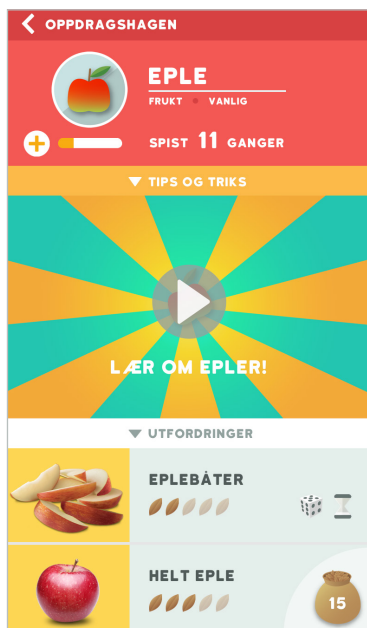 OPPDRAGSHAGEN
EPLE
FRUKT • VANLIG
SPIST 11 GANGER
TIPS OG TRIKS
LÆR OM EPLER!
UTFORDRINGER
EPLEBÅTER
HELT EPLE
15